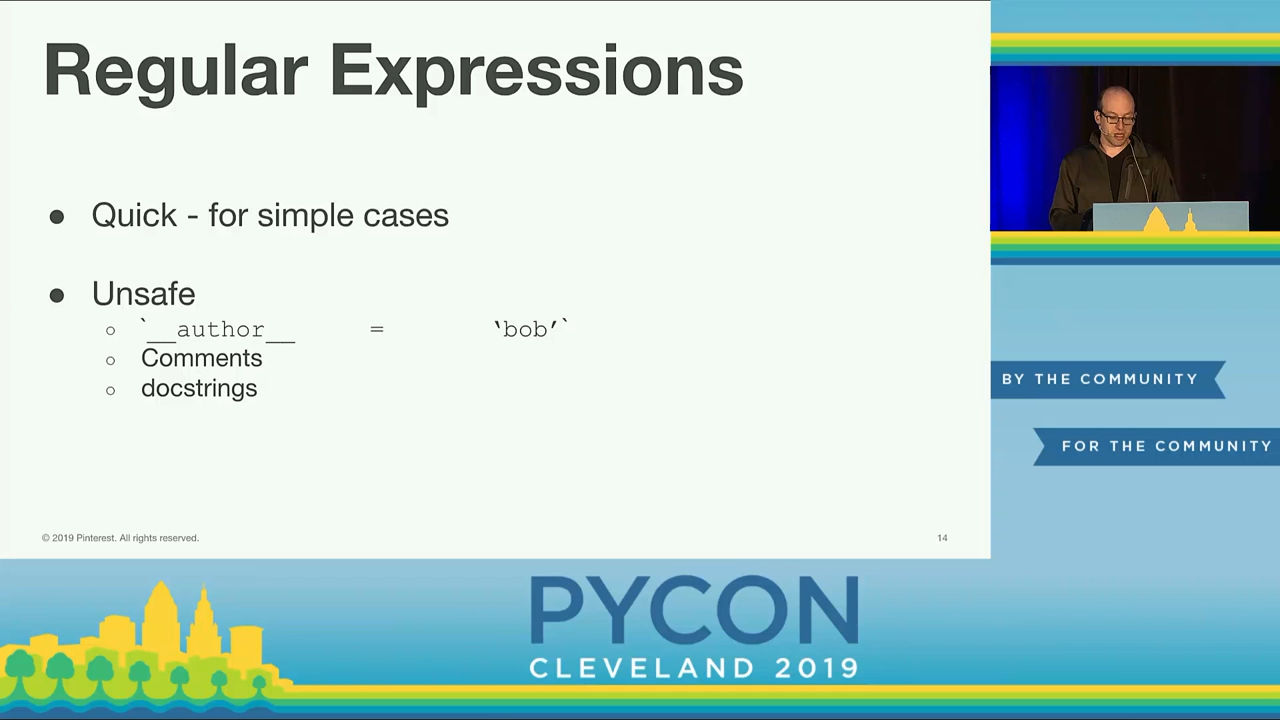 Regular Expressions
● Quick - for simple cases
● Unsafe
○ `__author__ = ‘bob’`
○ Comments
○ docstrings
© 2019 Pinterest. All rights reserved.
14
BY THE COMMUNITY
FOR THE COMMUNITY
PYCON
CLEVELAND 2019